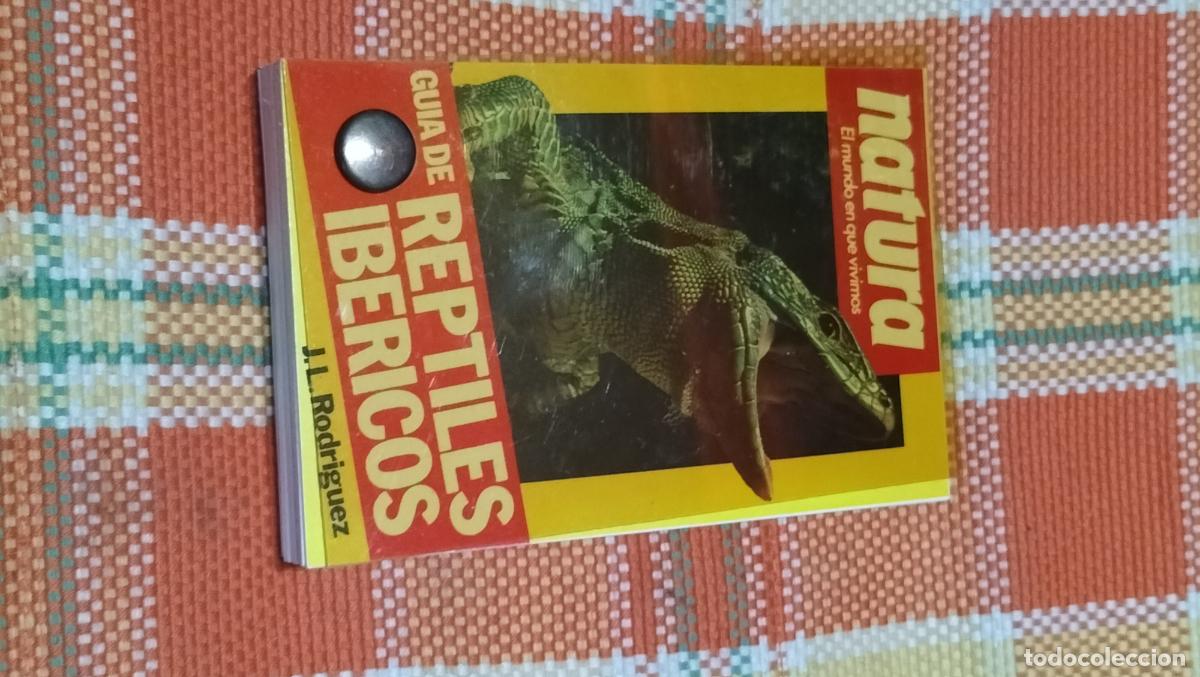 natura
El mundo en que vivimos
GUIA DE REPTILES
IBERICOS
J. L. Rodriguez
todocoleccion